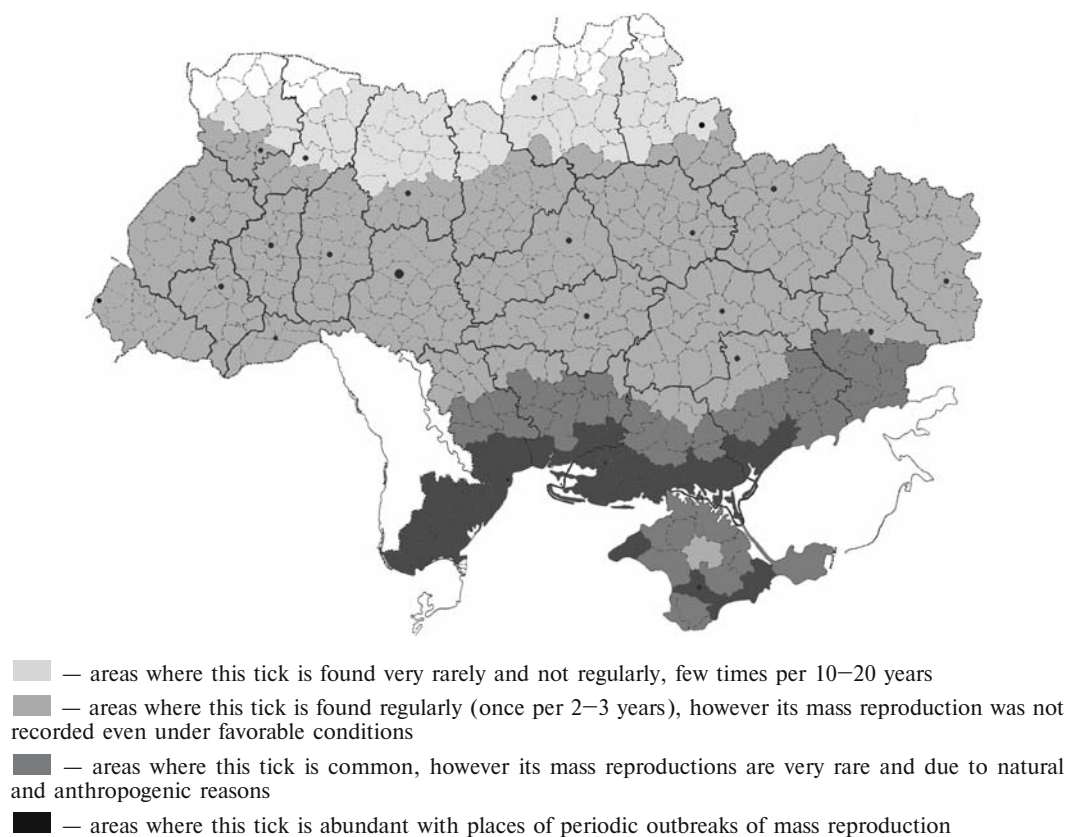 — areas where this tick is found very rarely and not regularly, few times per 10–20 years
— areas where this tick is found regularly (once per 2–3 years), however its mass reproduction was not
recorded even under favorable conditions
— areas where this tick is common, however its mass reproductions are very rare and due to natural
and anthropogenic reasons
— areas where this tick is abundant with places of periodic outbreaks of mass reproduction